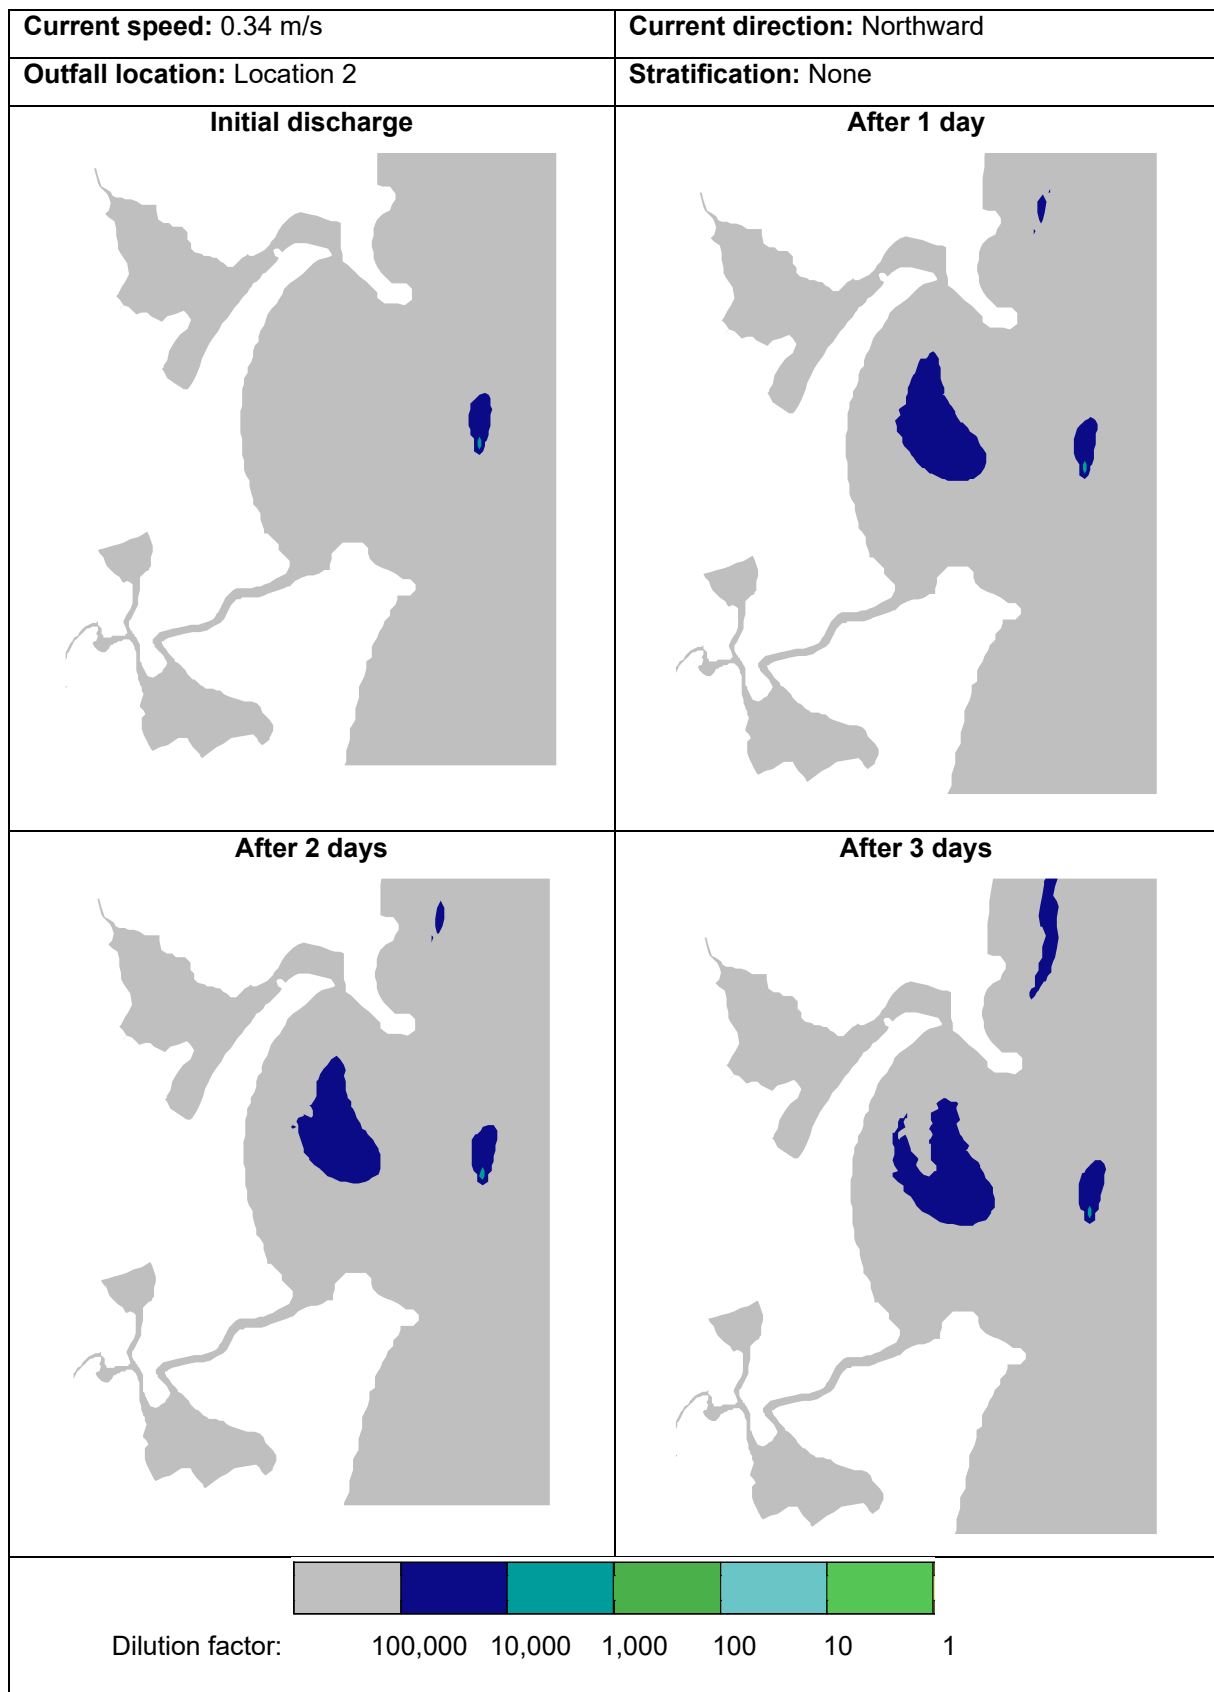 Current speed: 0.34 m/s
Current direction: Northward
Outfall location: Location 2
Stratification: None
Initial discharge
After 1 day
After 2 days
After 3 days
Dilution factor: 100,000 10,000 1,000 100 10 1